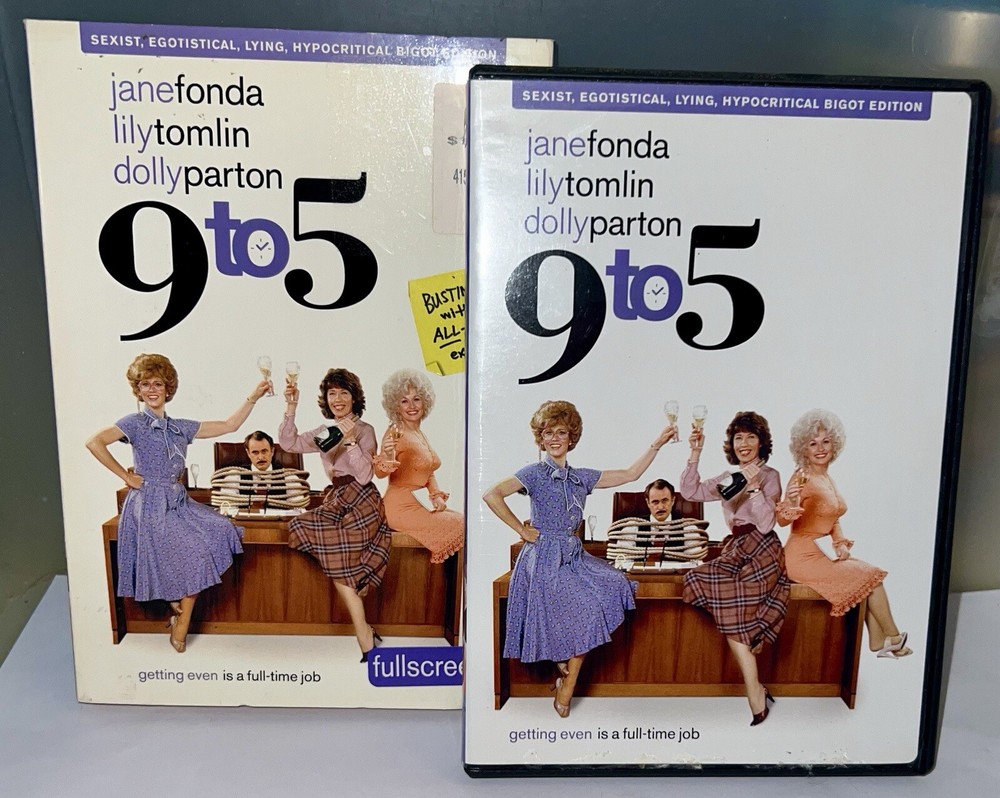 SEXIST, EGOTISTICAL, LYING, HYPOCRITICAL BIGOT EDITION
janefonda
lilytomlin
dollyparton
9to5
ALL-
getting even is a full-time job
SEXIST, EGOTISTICAL, LYING, HYPOCRITICAL BIGOT EDITION
janefonda
lilytomlin
dollyparton
9to5
getting even is a full-time job